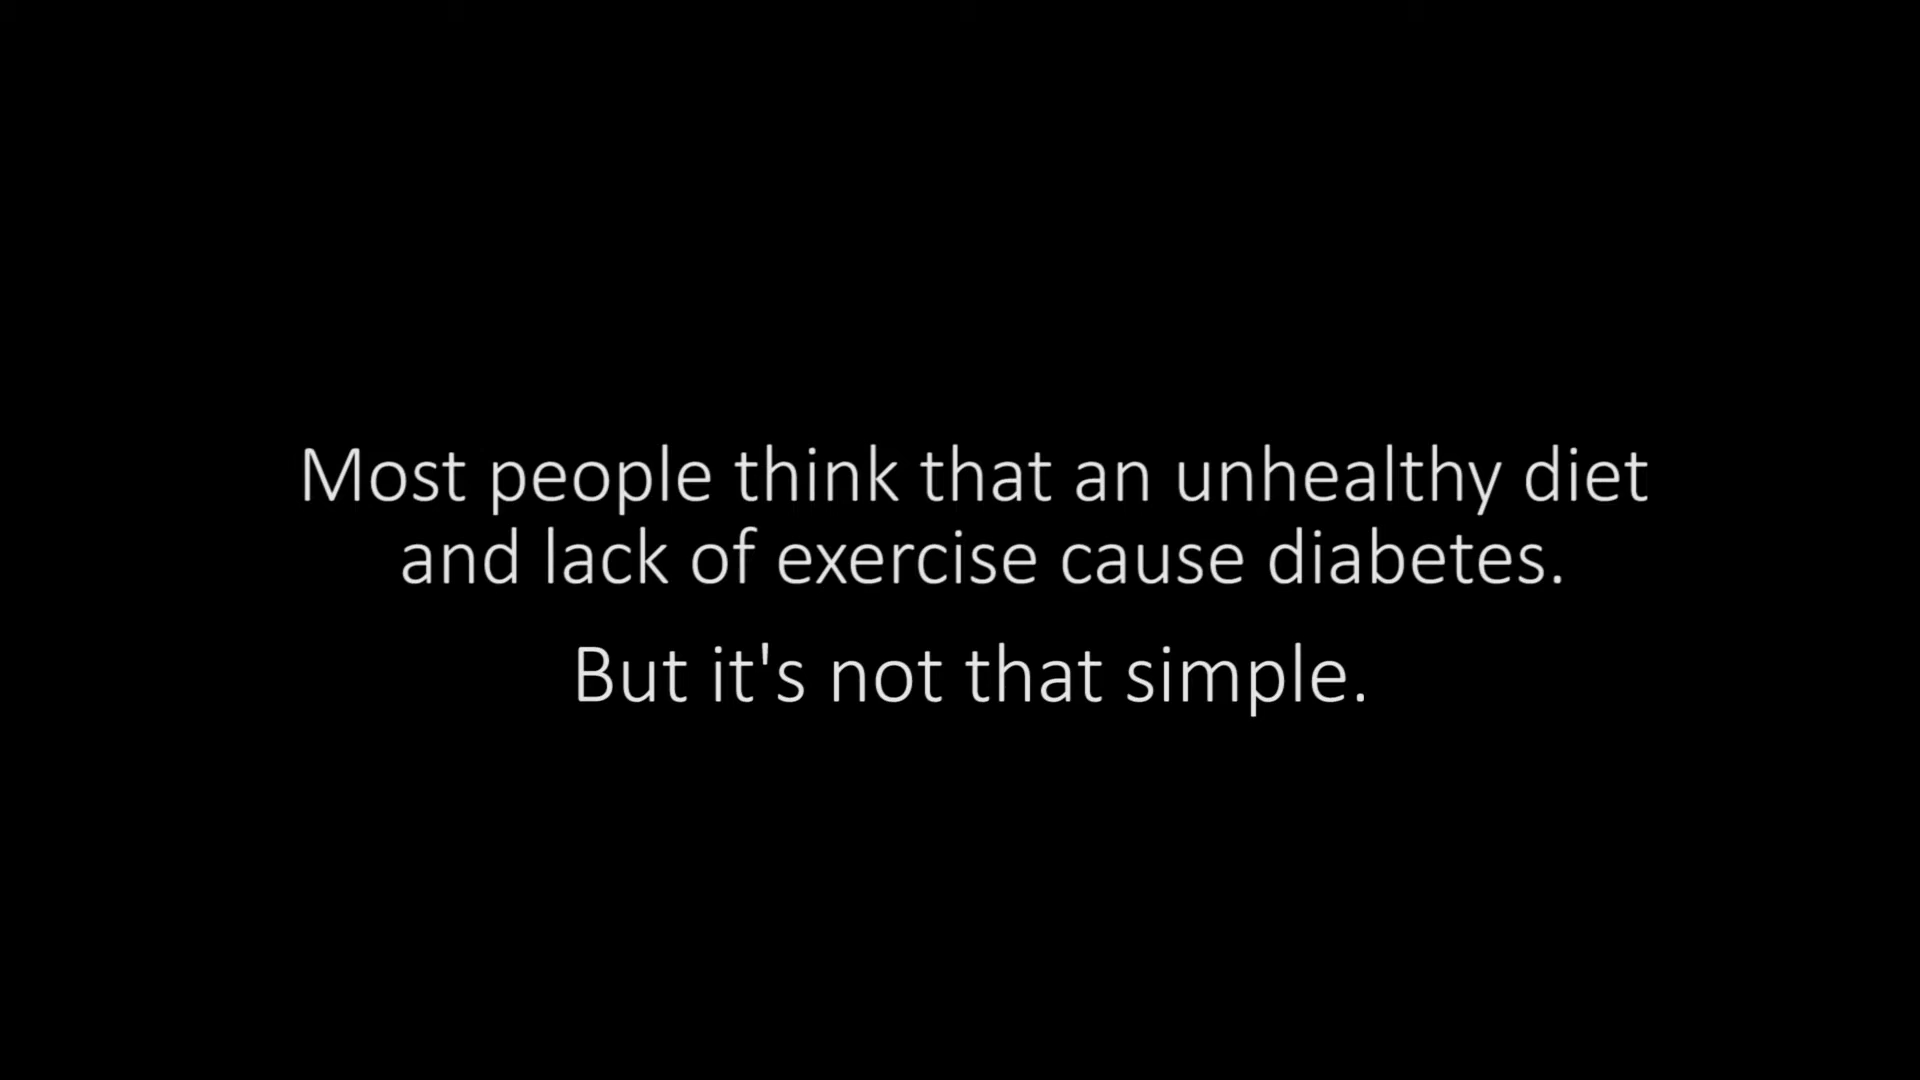 Most people think that an unhealthy diet
and lack of exercise cause diabetes.
But it's not that simple.